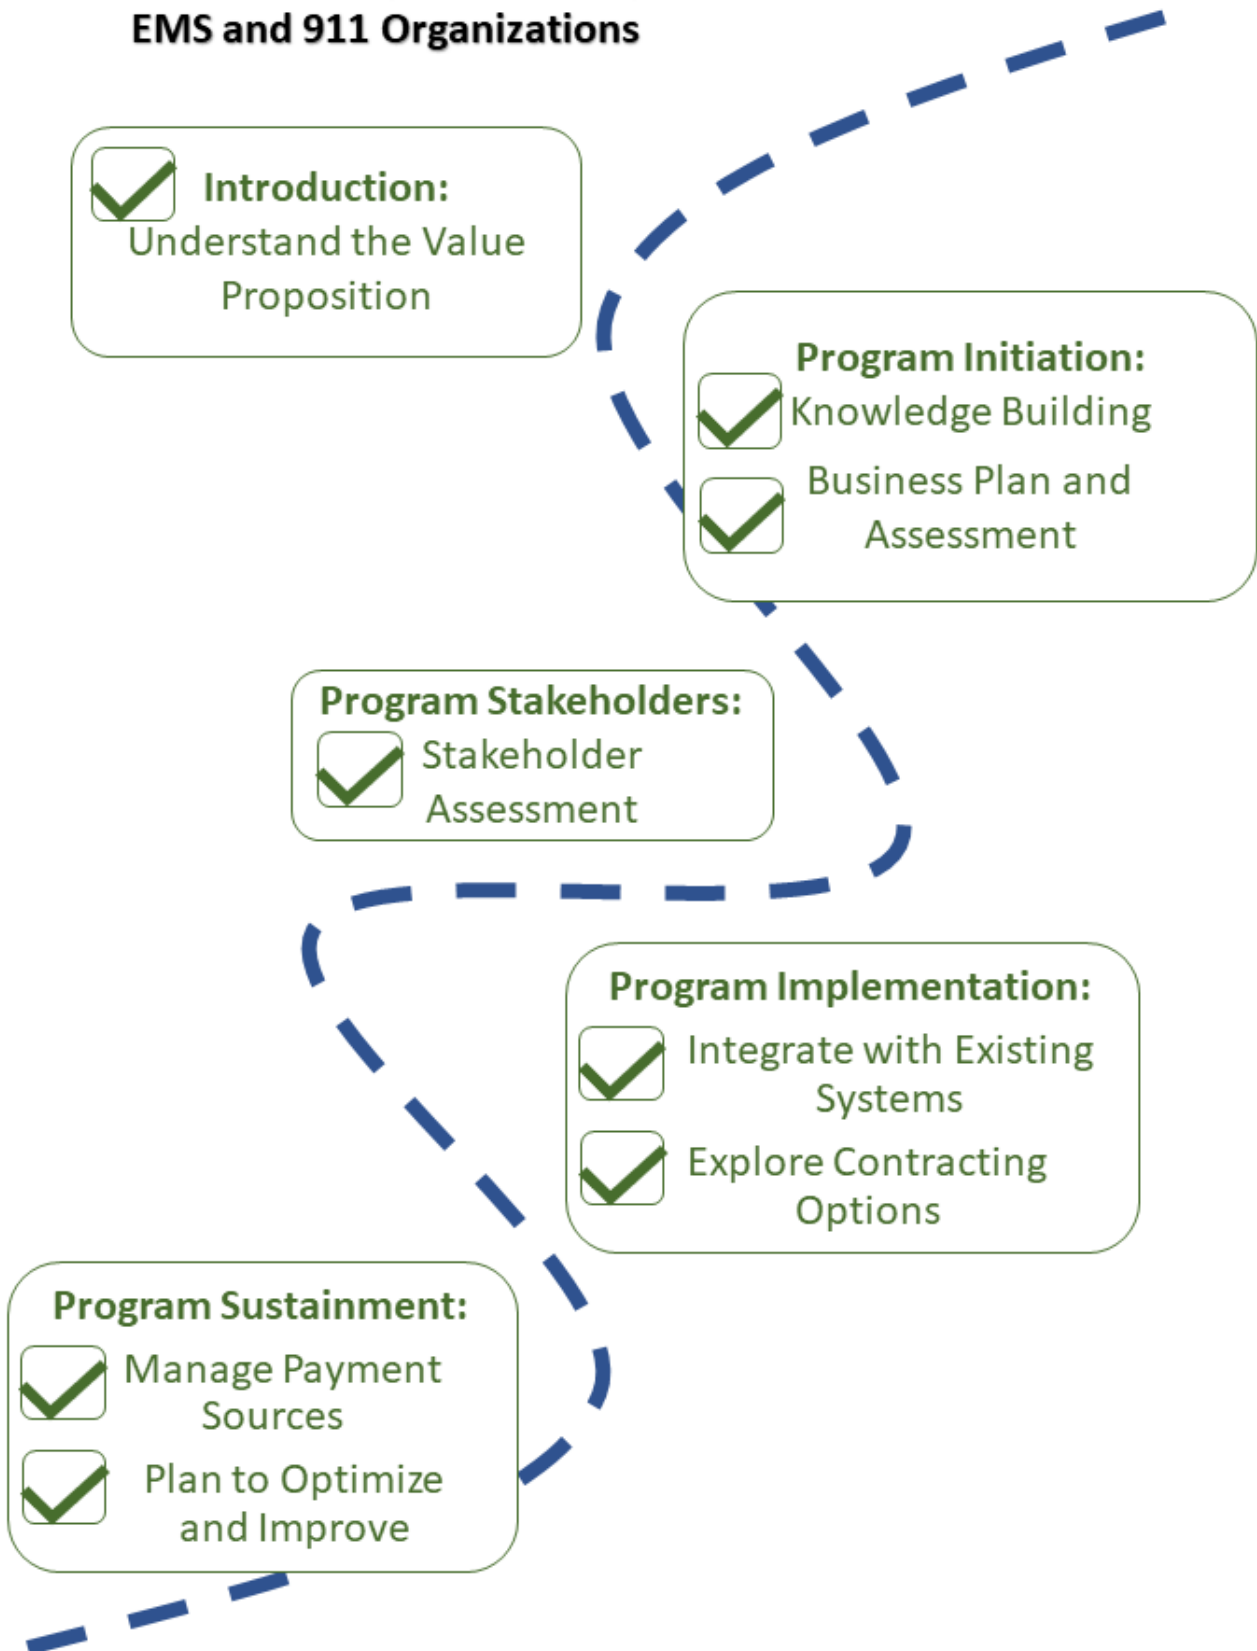 EMS and 911 Organizations
Introduction:
Understand the Value
Proposition
Program Initiation:
Knowledge Building
Business Plan and
Assessment
Program Stakeholders:
Stakeholder
Assessment
Program Implementation:
Integrate with Existing
Systems
Explore Contracting
Options
Program Sustainment:
Manage Payment
Sources
Plan to Optimize
and Improve